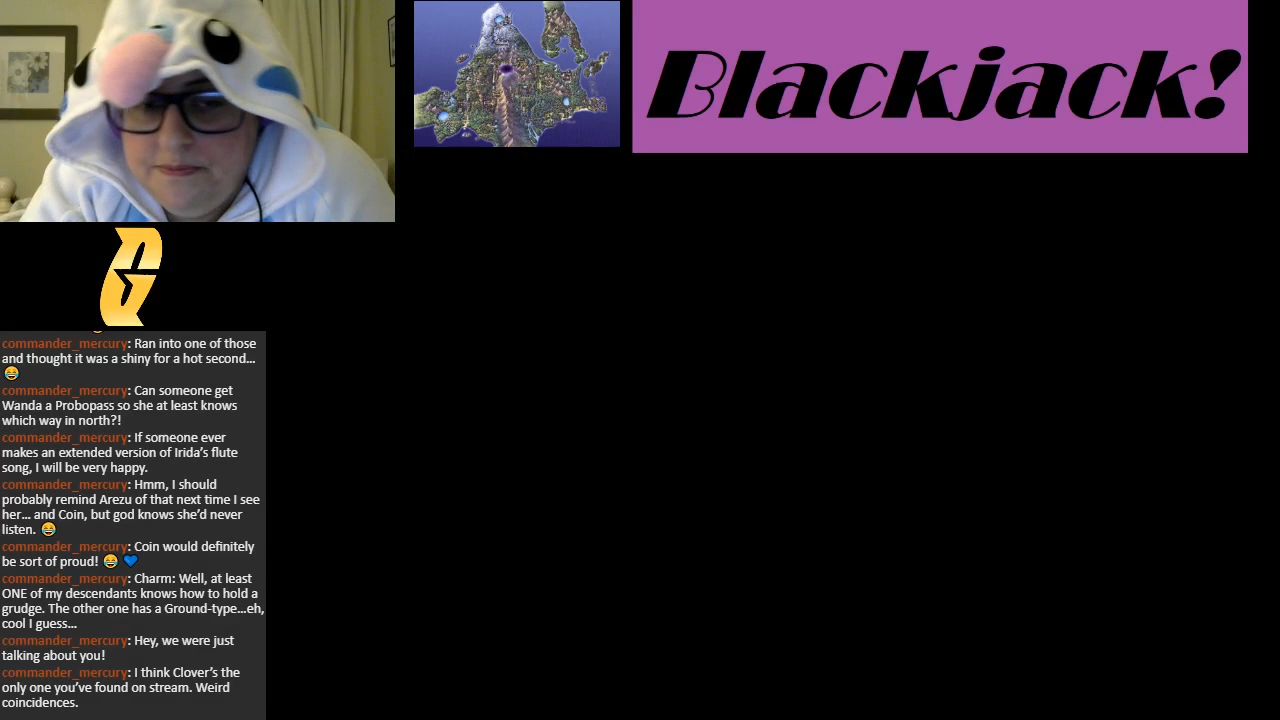 Blackjack!
commander_mercury: Ran into one of those
and thought it was a shiny for a hot second...
😂
commander_mercury: Can someone get
Wanda a Probopass so she at least knows
which way in north?!
commander_mercury: If someone ever
makes an extended version of Irida's flute
song, I will be very happy.
commander_mercury: Hmm, I should
probably remind Arezu of that next time I see
her... and Coin, but god knows she'd never
listen. 😂
commander_mercury: Coin would definitely
be sort of proud! 😂 💙
commander_mercury: Charm: Well, at least
ONE of my descendants knows how to hold a
grudge. The other one has a Ground-type...eh,
cool I guess...
commander_mercury: Hey, we were just
talking about you!
commander_mercury: I think Clover's the
only one you've found on stream. Weird
coincidences.